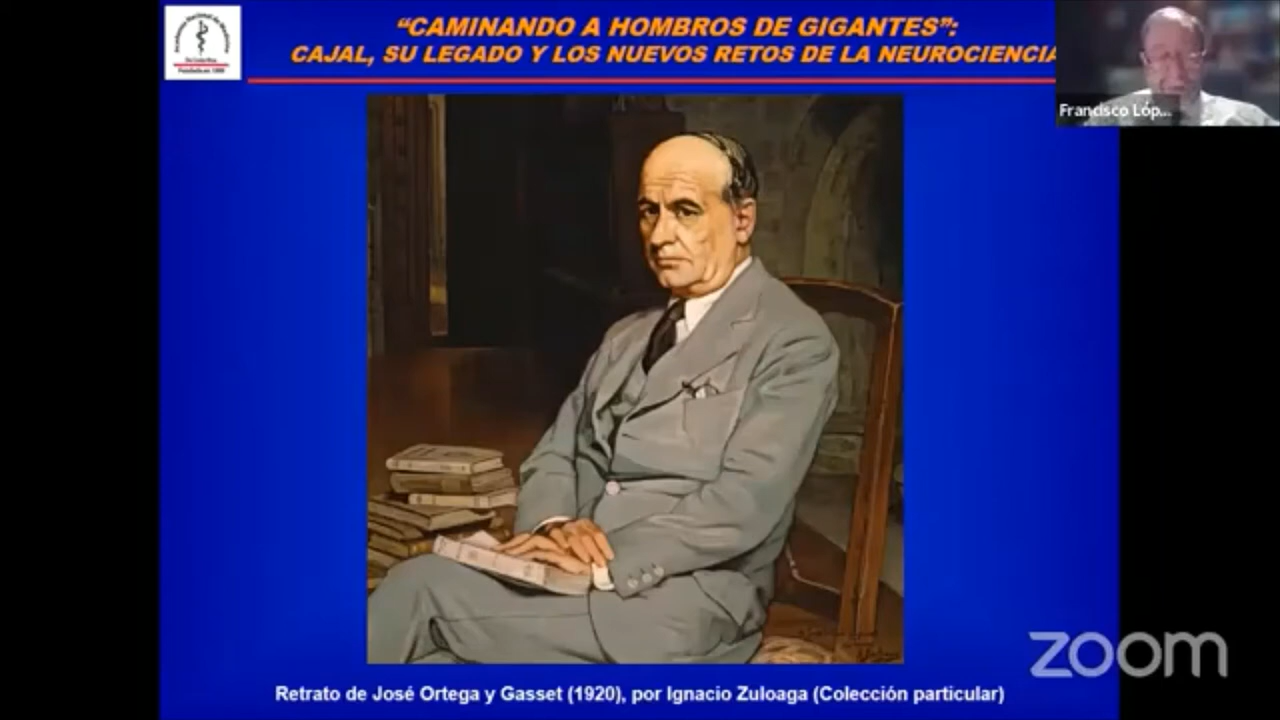 “CAMINANDO A HOMBROS DE GIGANTES”:
CAJAL, SU LEGADO Y LOS NUEVOS RETOS DE LA NEUROCIENCIA
Francisco Lóp...
Retrato de José Ortega y Gasset (1920), por Ignacio Zuloaga (Colección particular)
zoom